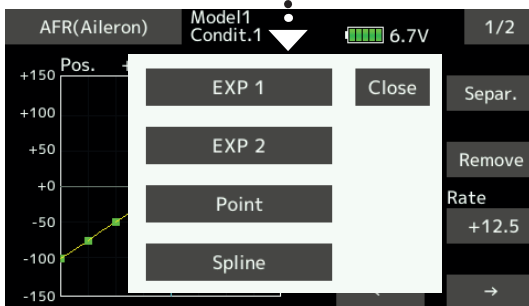 AFR(Aileron)
Model1
Condit.1
6.7V
1/2
Pos. +
+150
+100
+50
+0
-50
-100
-150
EXP 1
EXP 2
Point
Spline
Close
Separ.
Remove
Rate
+12.5
→